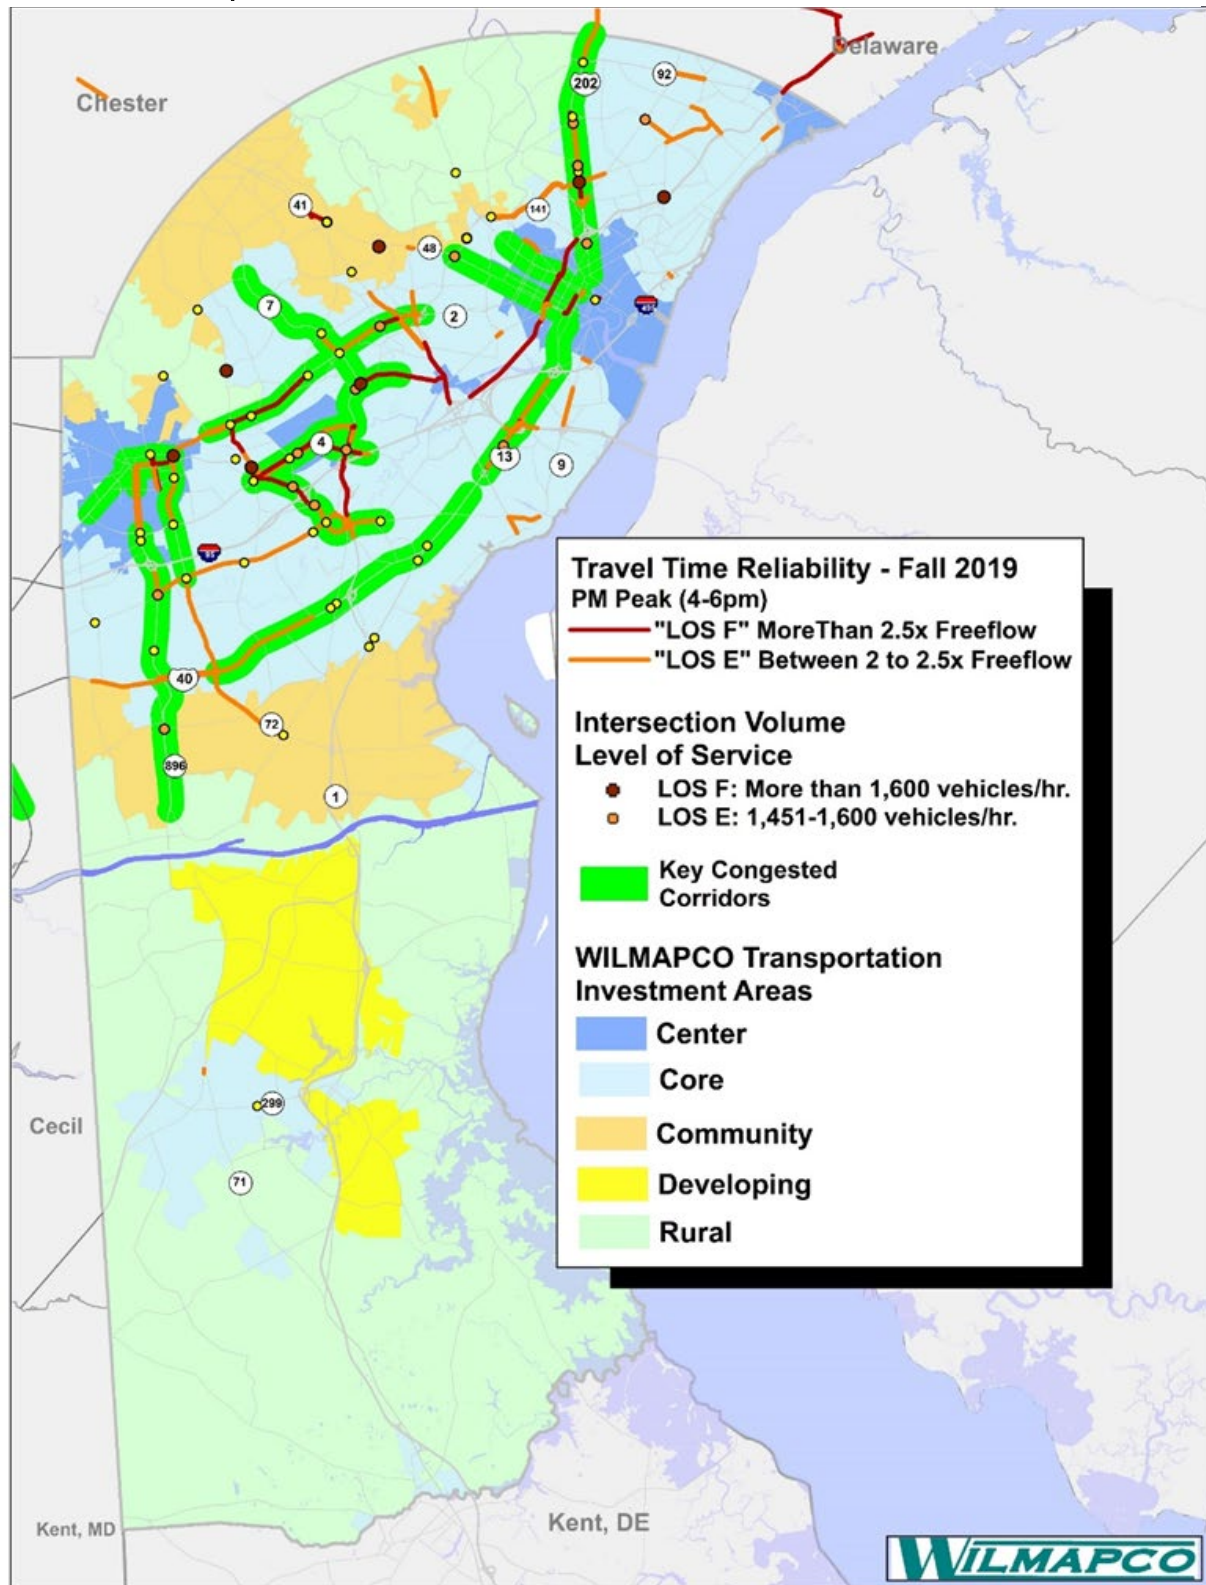 Delaware
92
202
Chester
41
141
48
7
2
495
4
13
9
95
40
72
896
1
Travel Time Reliability - Fall 2019
PM Peak (4-6pm)
"LOS F" MoreThan 2.5x Freeflow
"LOS E" Between 2 to 2.5x Freeflow
Intersection Volume
Level of Service
LOS F: More than 1,600 vehicles/hr.
LOS E: 1,451-1,600 vehicles/hr.
Key Congested
Corridors
WILMAPCO Transportation
Investment Areas
Center
Core
Community
Developing
Rural
299
Cecil
71
Kent, MD
Kent, DE
WILMAPCO